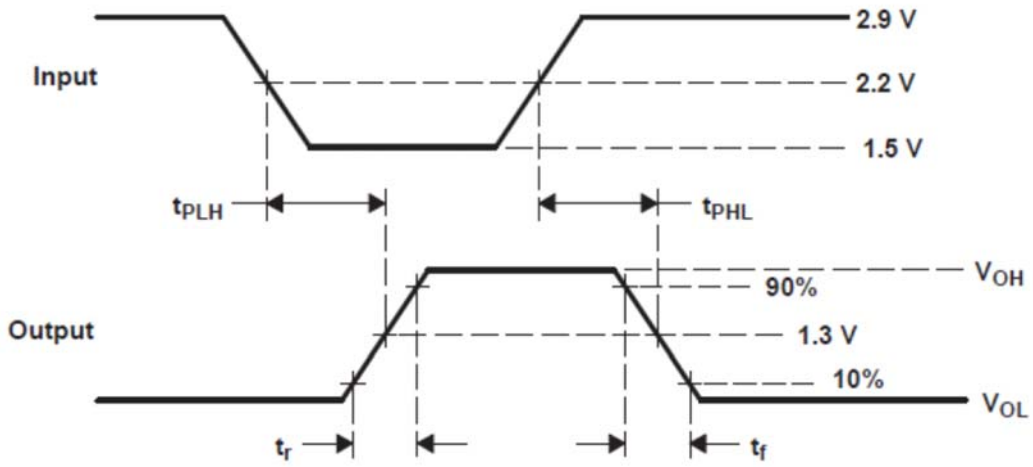 2.9 V
Input
2.2 V
1.5 V
tPLH
tPHL
VOH
90%
Output
1.3 V
10%
VOL
tr
tf